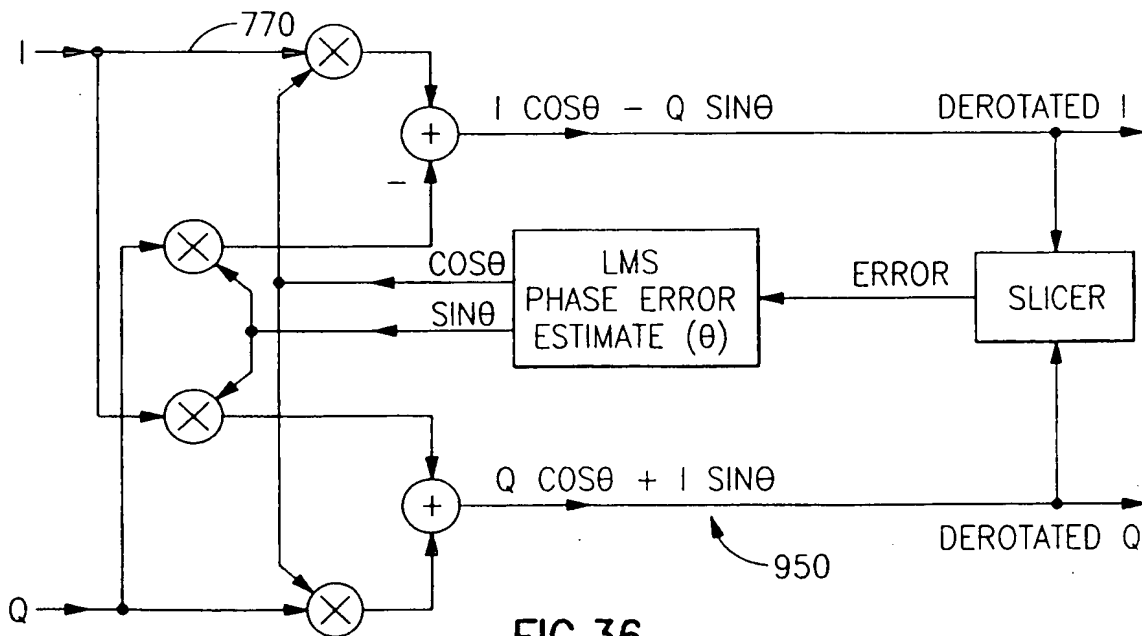 770
I
I COSθ - Q SINθ
DEROTATED I
-
COSθ
SINθ
LMS
PHASE ERROR
ESTIMATE (θ)
ERROR
SLICER
Q COSθ + I SINθ
DEROTATED Q
950
Q
FIG. 36